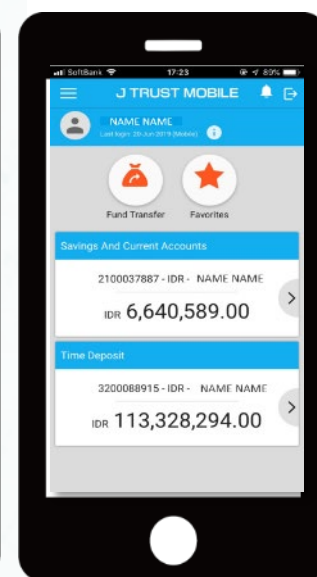 SoftBank 17:23 89%
J TRUST MOBILE
NAME NAME
Last login: 20-Jun-2019 (Mobile) i
Fund Transfer Favorites
Savings And Current Accounts
2100037887 - IDR - NAME NAME
IDR 6,640,589.00
Time Deposit
3200088915 - IDR - NAME NAME
IDR 113,328,294.00